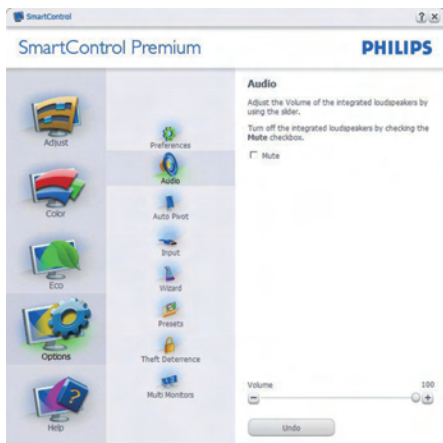 SmartControl
SmartControl Premium
PHILIPS
Adjust
Color
Eco
Options
Help
Preferences
Audio
Auto Pivot
Input
Wizard
Presets
Theft Deterrence
Multi Monitors
Audio
Adjust the Volume of the integrated loudspeakers by
using the slider.
Turn off the integrated loudspeakers by checking the
Mute checkbox.
Mute
Volume 100
Undo